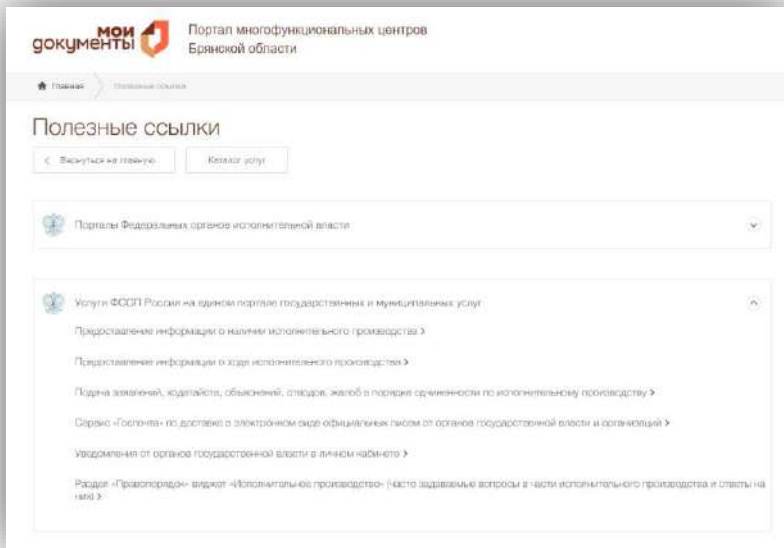 мои
документы
Портал многофункциональных центров
Брянской области
Главная
Полезные ссылки
Полезные ссылки
Вернуться на главную
Каталог услуг
Порталы Федеральных органов исполнительной власти
Услуги ФССП России на едином портале государственных и муниципальных услуг
Предоставление информации о наличии исполнительного производства >
Предоставление информации о ходе исполнительного производства >
Подача заявлений, ходатайств, объяснений, отводов, жалоб в порядке подчиненности по исполнительному производству >
Сервис «Госпочта» по доставке в электронном виде официальных писем от органов государственной власти и организаций >
Уведомления от органов государственной власти в личном кабинете >
Раздел «Правопорядок» виджет «Исполнительное производство» (часто задаваемые вопросы в части исполнительного производства и ответы на
них) >